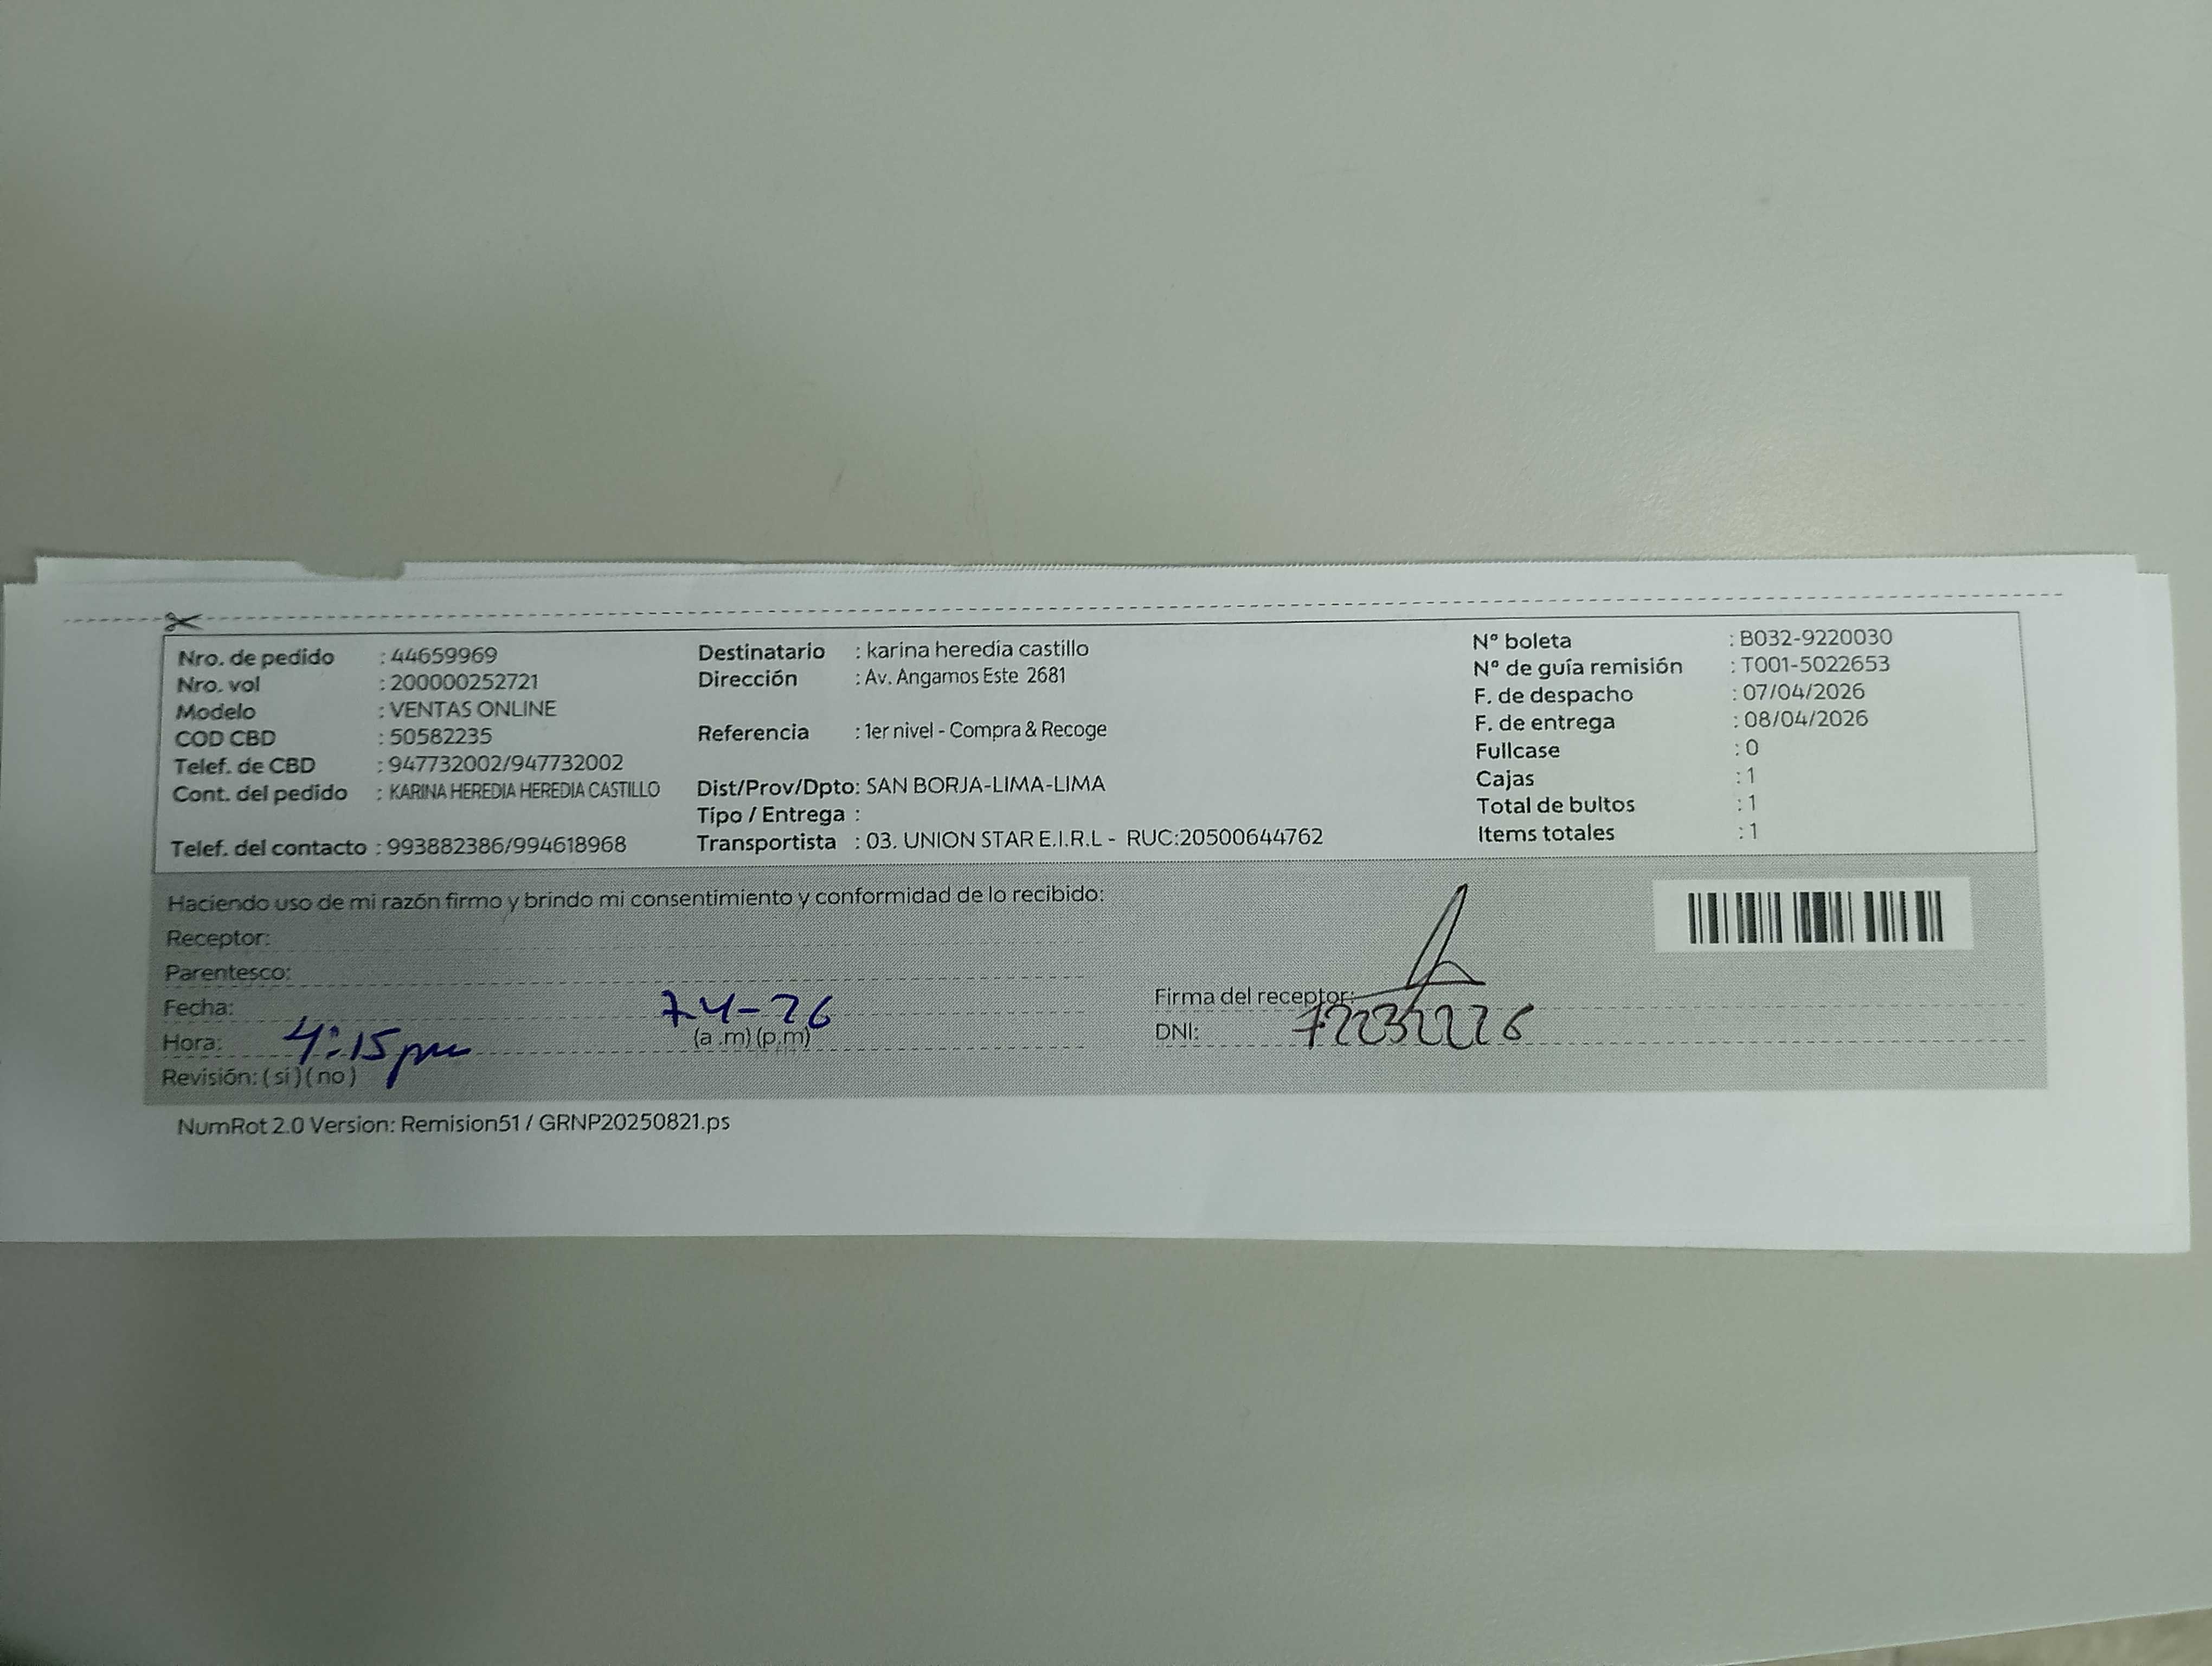 Nro. de pedido : 44659969
Nro. vol : 200000252721
Modelo : VENTAS ONLINE
COD CBD : 50582235
Telef. de CBD : 947732002/947732002
Cont. del pedido : KARINA HEREDIA HEREDIA CASTILLO
Telef. del contacto : 993882386/994618968
Destinatario : karina heredia castillo
Dirección : Av. Angamos Este 2681
Referencia : 1er nivel - Compra & Recoge
Dist/Prov/Dpto: SAN BORJA-LIMA-LIMA
Tipo / Entrega :
Transportista : 03. UNION STAR E.I.R.L - RUC:20500644762
Nº boleta : B032-9220030
Nº de guía remisión : T001-5022653
F. de despacho : 07/04/2026
F. de entrega : 08/04/2026
Fullcase : 0
Cajas : 1
Total de bultos : 1
Items totales : 1
Haciendo uso de mi razón firmo y brindo mi consentimiento y conformidad de lo recibido:
Receptor:
Parentesco:
Fecha: 7-4-26
Hora: 4:15pm (a.m) (p.m)
Revisión: ( si ) ( no )
Firma del receptor:
DNI:
NumRot 2.0 Version: Remision51 / GRNP20250821.ps